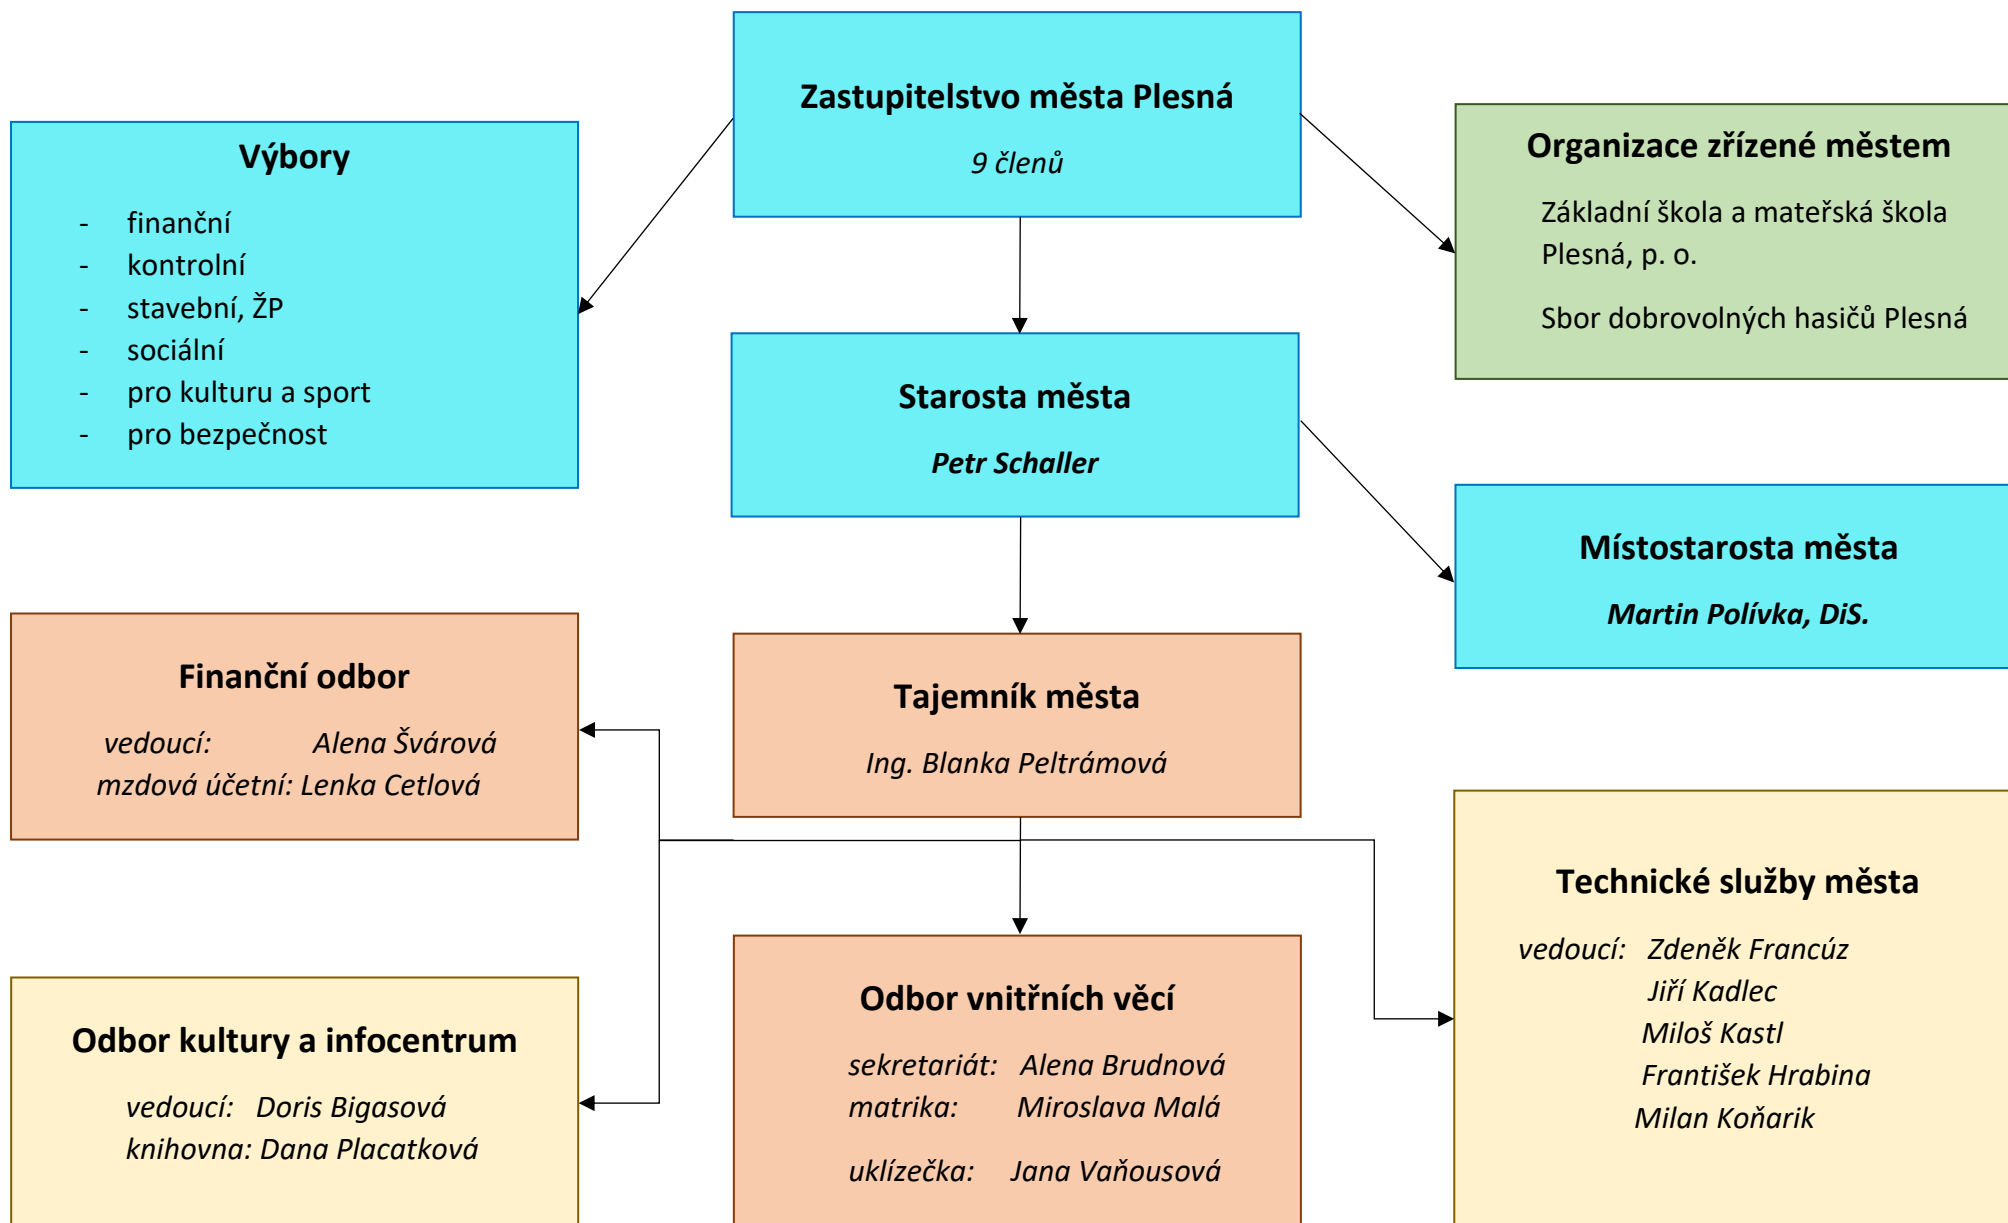 Zastupitelstvo města Plesná
9 členů
Výbory
- finanční
- kontrolní
- stavební, ŽP
- sociální
- pro kulturu a sport
- pro bezpečnost
Organizace zřízené městem
Základní škola a mateřská škola
Plesná, p. o.
Sbor dobrovolných hasičů Plesná
Starosta města
Petr Schaller
Místostarosta města
Martin Polívka, DiS.
Finanční odbor
vedoucí: Alena Švárová
mzdová účetní: Lenka Cetlová
Tajemník města
Ing. Blanka Peltrámová
Technické služby města
vedoucí: Zdeněk Francúz
Jiří Kadlec
Miloš Kastl
František Hrabina
Milan Koňarik
Odbor kultury a infocentrum
vedoucí: Doris Bigasová
knihovna: Dana Placatková
Odbor vnitřních věcí
sekretariát: Alena Brudnová
matrika: Miroslava Malá
uklízečka: Jana Vaňousová